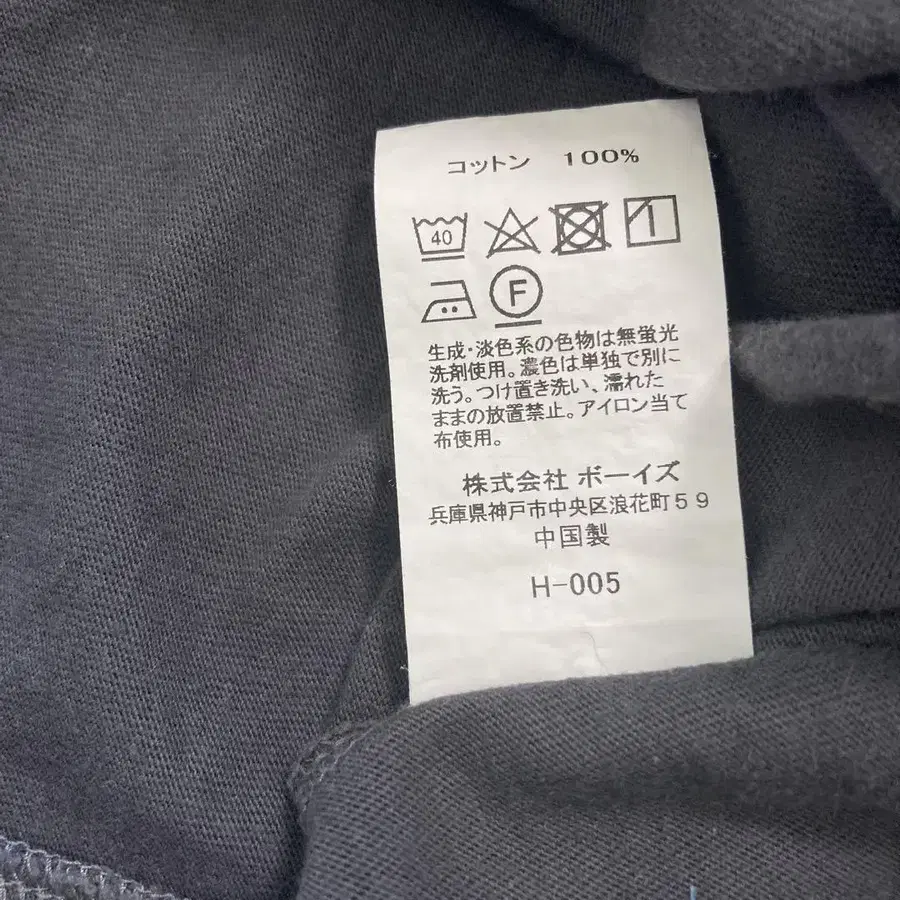 コットン 100%
40
F
生成・淡色系の色物は無蛍光
洗剤使用。濃色は単独で別に
洗う。つけ置き洗い、濡れた
ままの放置禁止。アイロン当て
布使用。
株式会社 ボーイズ
兵庫県神戸市中央区浪花町59
中国製
H-005